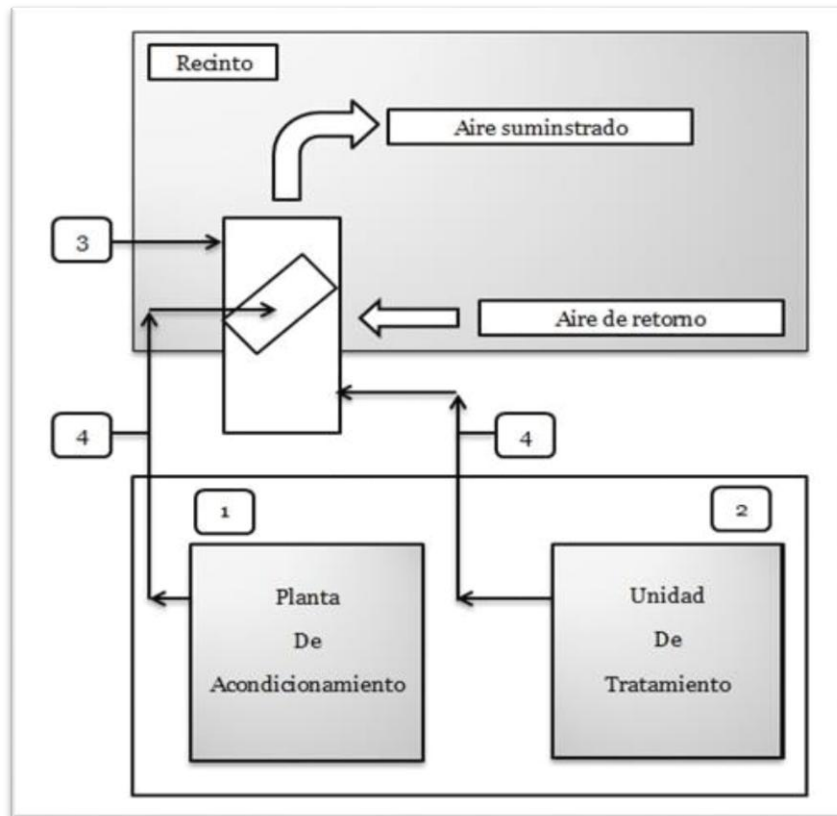 Recinto
Aire suminstrado
3
Aire de retorno
4
4
1
2
Planta
De
Acondicionamiento
Unidad
De
Tratamiento